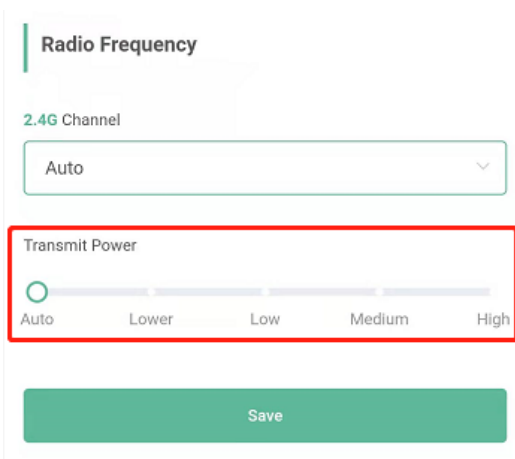 Radio Frequency
2.4G Channel
Auto
Transmit Power
Auto Lower Low Medium High
Save